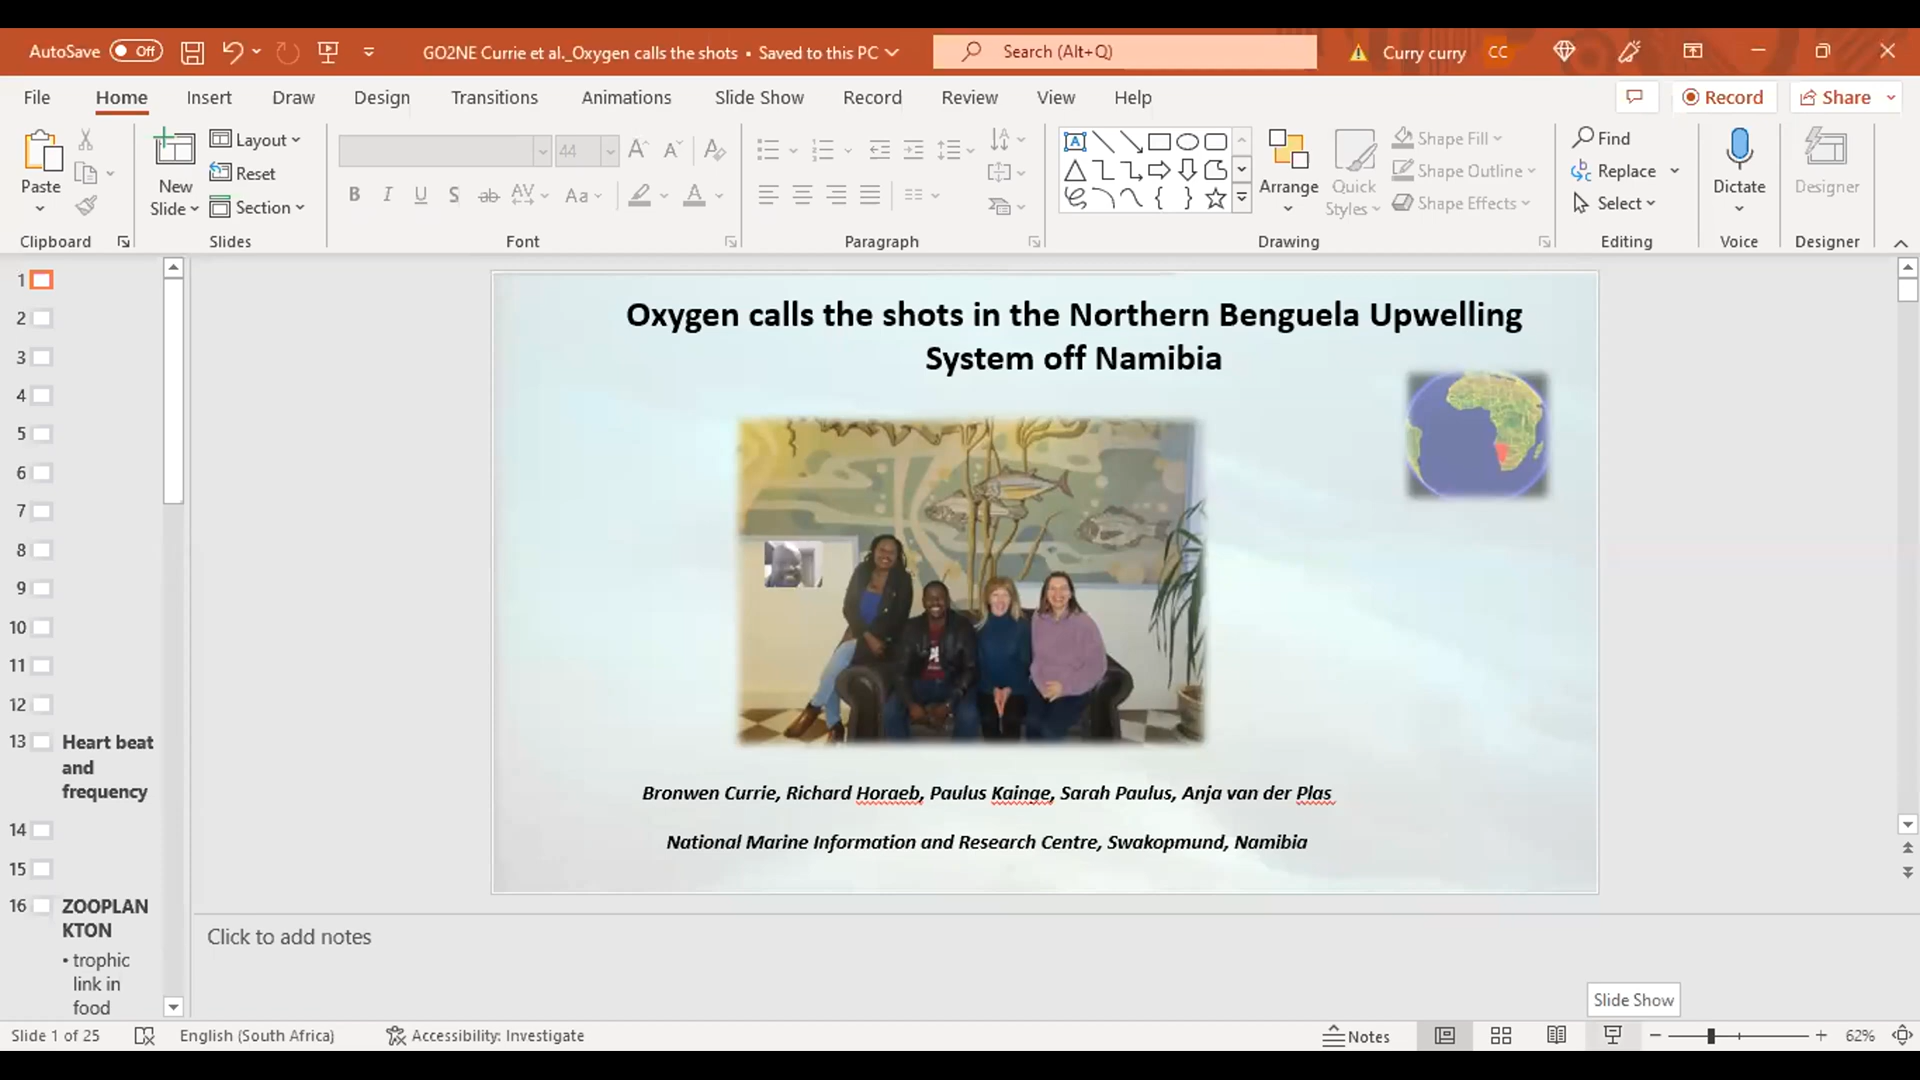 AutoSave Off GO2NE Currie et al._Oxygen calls the shots • Saved to this PC Search (Alt+Q) Curry curry CC
File Home Insert Draw Design Transitions Animations Slide Show Record Review View Help Record Share
Paste
New
Slide
Layout
Reset
Section
44
B I U S ab AV Aa A
Arrange
Quick
Styles
Shape Fill
Shape Outline
Shape Effects
Find
Replace
Select
Dictate
Designer
Clipboard Slides Font Paragraph Drawing Editing Voice Designer
1
2
3
4
5
6
7
8
9
10
11
12
13 Heart beat
and
frequency
14
15
16 ZOOPLAN
KTON
• trophic
link in
food
Oxygen calls the shots in the Northern Benguela Upwelling
System off Namibia
Bronwen Currie, Richard Horaeb, Paulus Kainge, Sarah Paulus, Anja van der Plas
National Marine Information and Research Centre, Swakopmund, Namibia
Click to add notes
Slide Show
Slide 1 of 25 English (South Africa) Accessibility: Investigate Notes 62%